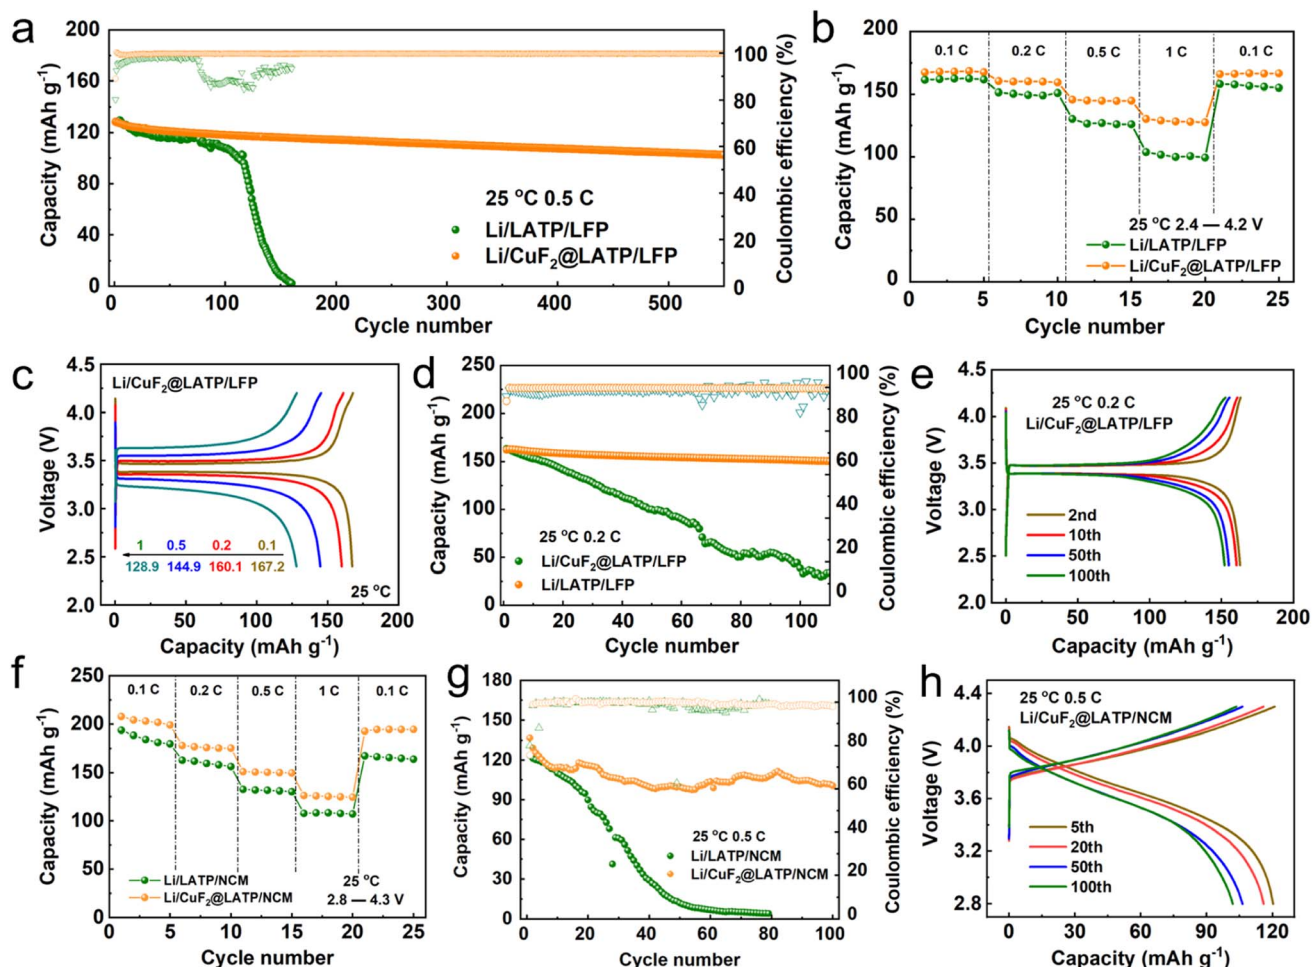 a
200
160
120
80
40
0
Capacity (mAh g-1)
0
100
200
300
400
500
Cycle number
100
80
60
40
20
0
Coulombic efficiency (%)
25 oC 0.5 C
Li/LATP/LFP
Li/CuF2@LATP/LFP
b
200
150
100
50
0
Capacity (mAh g-1)
0.1 C 0.2 C 0.5 C 1 C 0.1 C
25 oC 2.4 — 4.2 V
Li/LATP/LFP
Li/CuF2@LATP/LFP
0 5 10 15 20 25
Cycle number
c
Li/CuF2@LATP/LFP
4.5
4.0
3.5
3.0
2.5
2.0
Voltage (V)
1 0.5 0.2 0.1
128.9 144.9 160.1 167.2
25 oC
0 50 100 150 200
Capacity (mAh g-1)
d
250
200
150
100
50
0
Capacity (mAh g-1)
25 oC 0.2 C
Li/CuF2@LATP/LFP
Li/LATP/LFP
0 20 40 60 80 100
Cycle number
100
80
60
40
20
0
Coulombic efficiency (%)
e
25 oC 0.2 C
Li/CuF2@LATP/LFP
4.5
4.0
3.5
3.0
2.5
2.0
Voltage (V)
2nd
10th
50th
100th
0 50 100 150 200
Capacity (mAh g-1)
f
250
200
150
100
50
0
Capacity (mAh g-1)
0.1 C 0.2 C 0.5 C 1 C 0.1 C
Li/LATP/NCM
Li/CuF2@LATP/NCM
25 oC
2.8 — 4.3 V
0 5 10 15 20 25
Cycle number
g
180
150
120
90
60
30
0
Capacity (mAh g-1)
25 oC 0.5 C
Li/LATP/NCM
Li/CuF2@LATP/NCM
0 20 40 60 80 100
Cycle number
100
80
60
40
20
0
Coulombic efficiency (%)
h
25 oC 0.5 C
Li/CuF2@LATP/NCM
4.4
4.0
3.6
3.2
2.8
Voltage (V)
5th
20th
50th
100th
0 30 60 90 120
Capacity (mAh g-1)